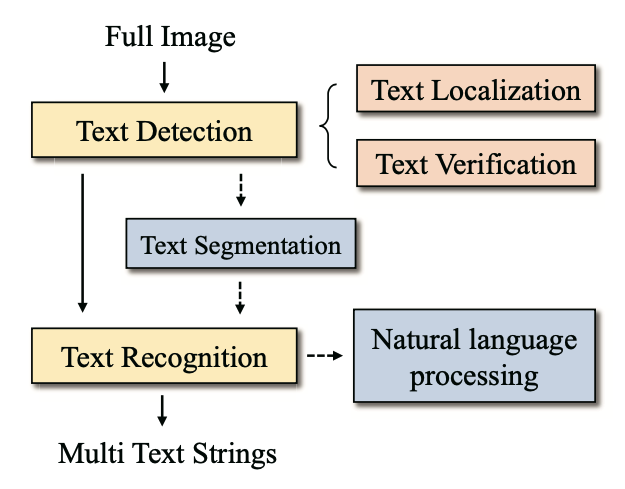 Full Image
Text Detection
Text Localization
Text Verification
Text Segmentation
Text Recognition
Natural language
processing
Multi Text Strings